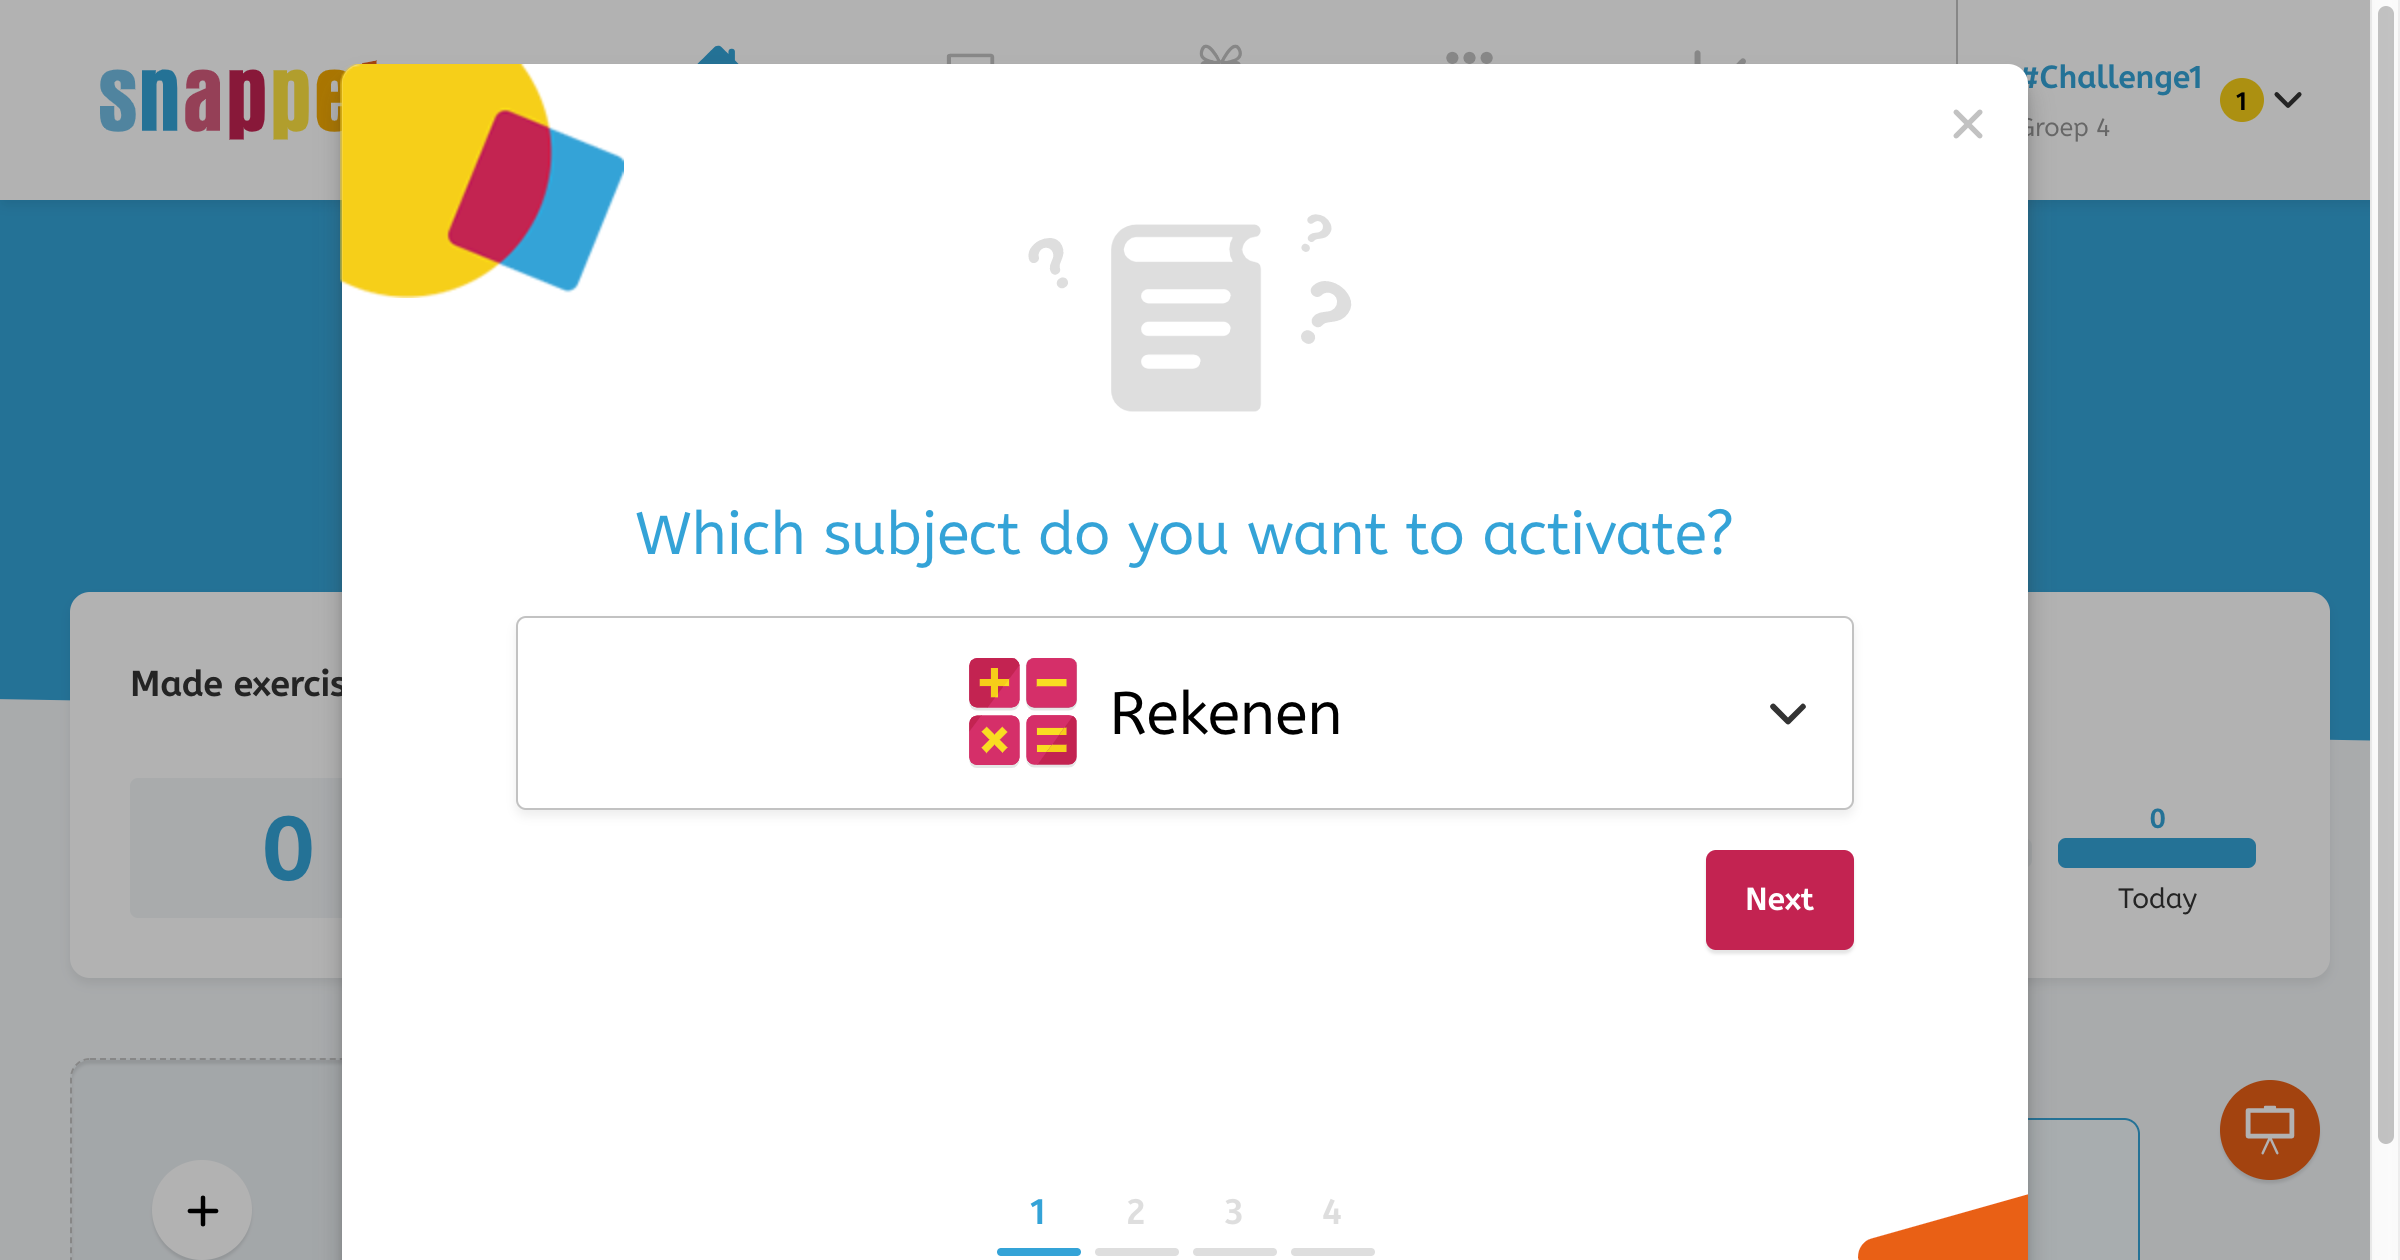 snappe
#Challenge1
1
Groep 4
Which subject do you want to activate?
Made exercis
Rekenen
0
0
Today
Next
1 2 3 4